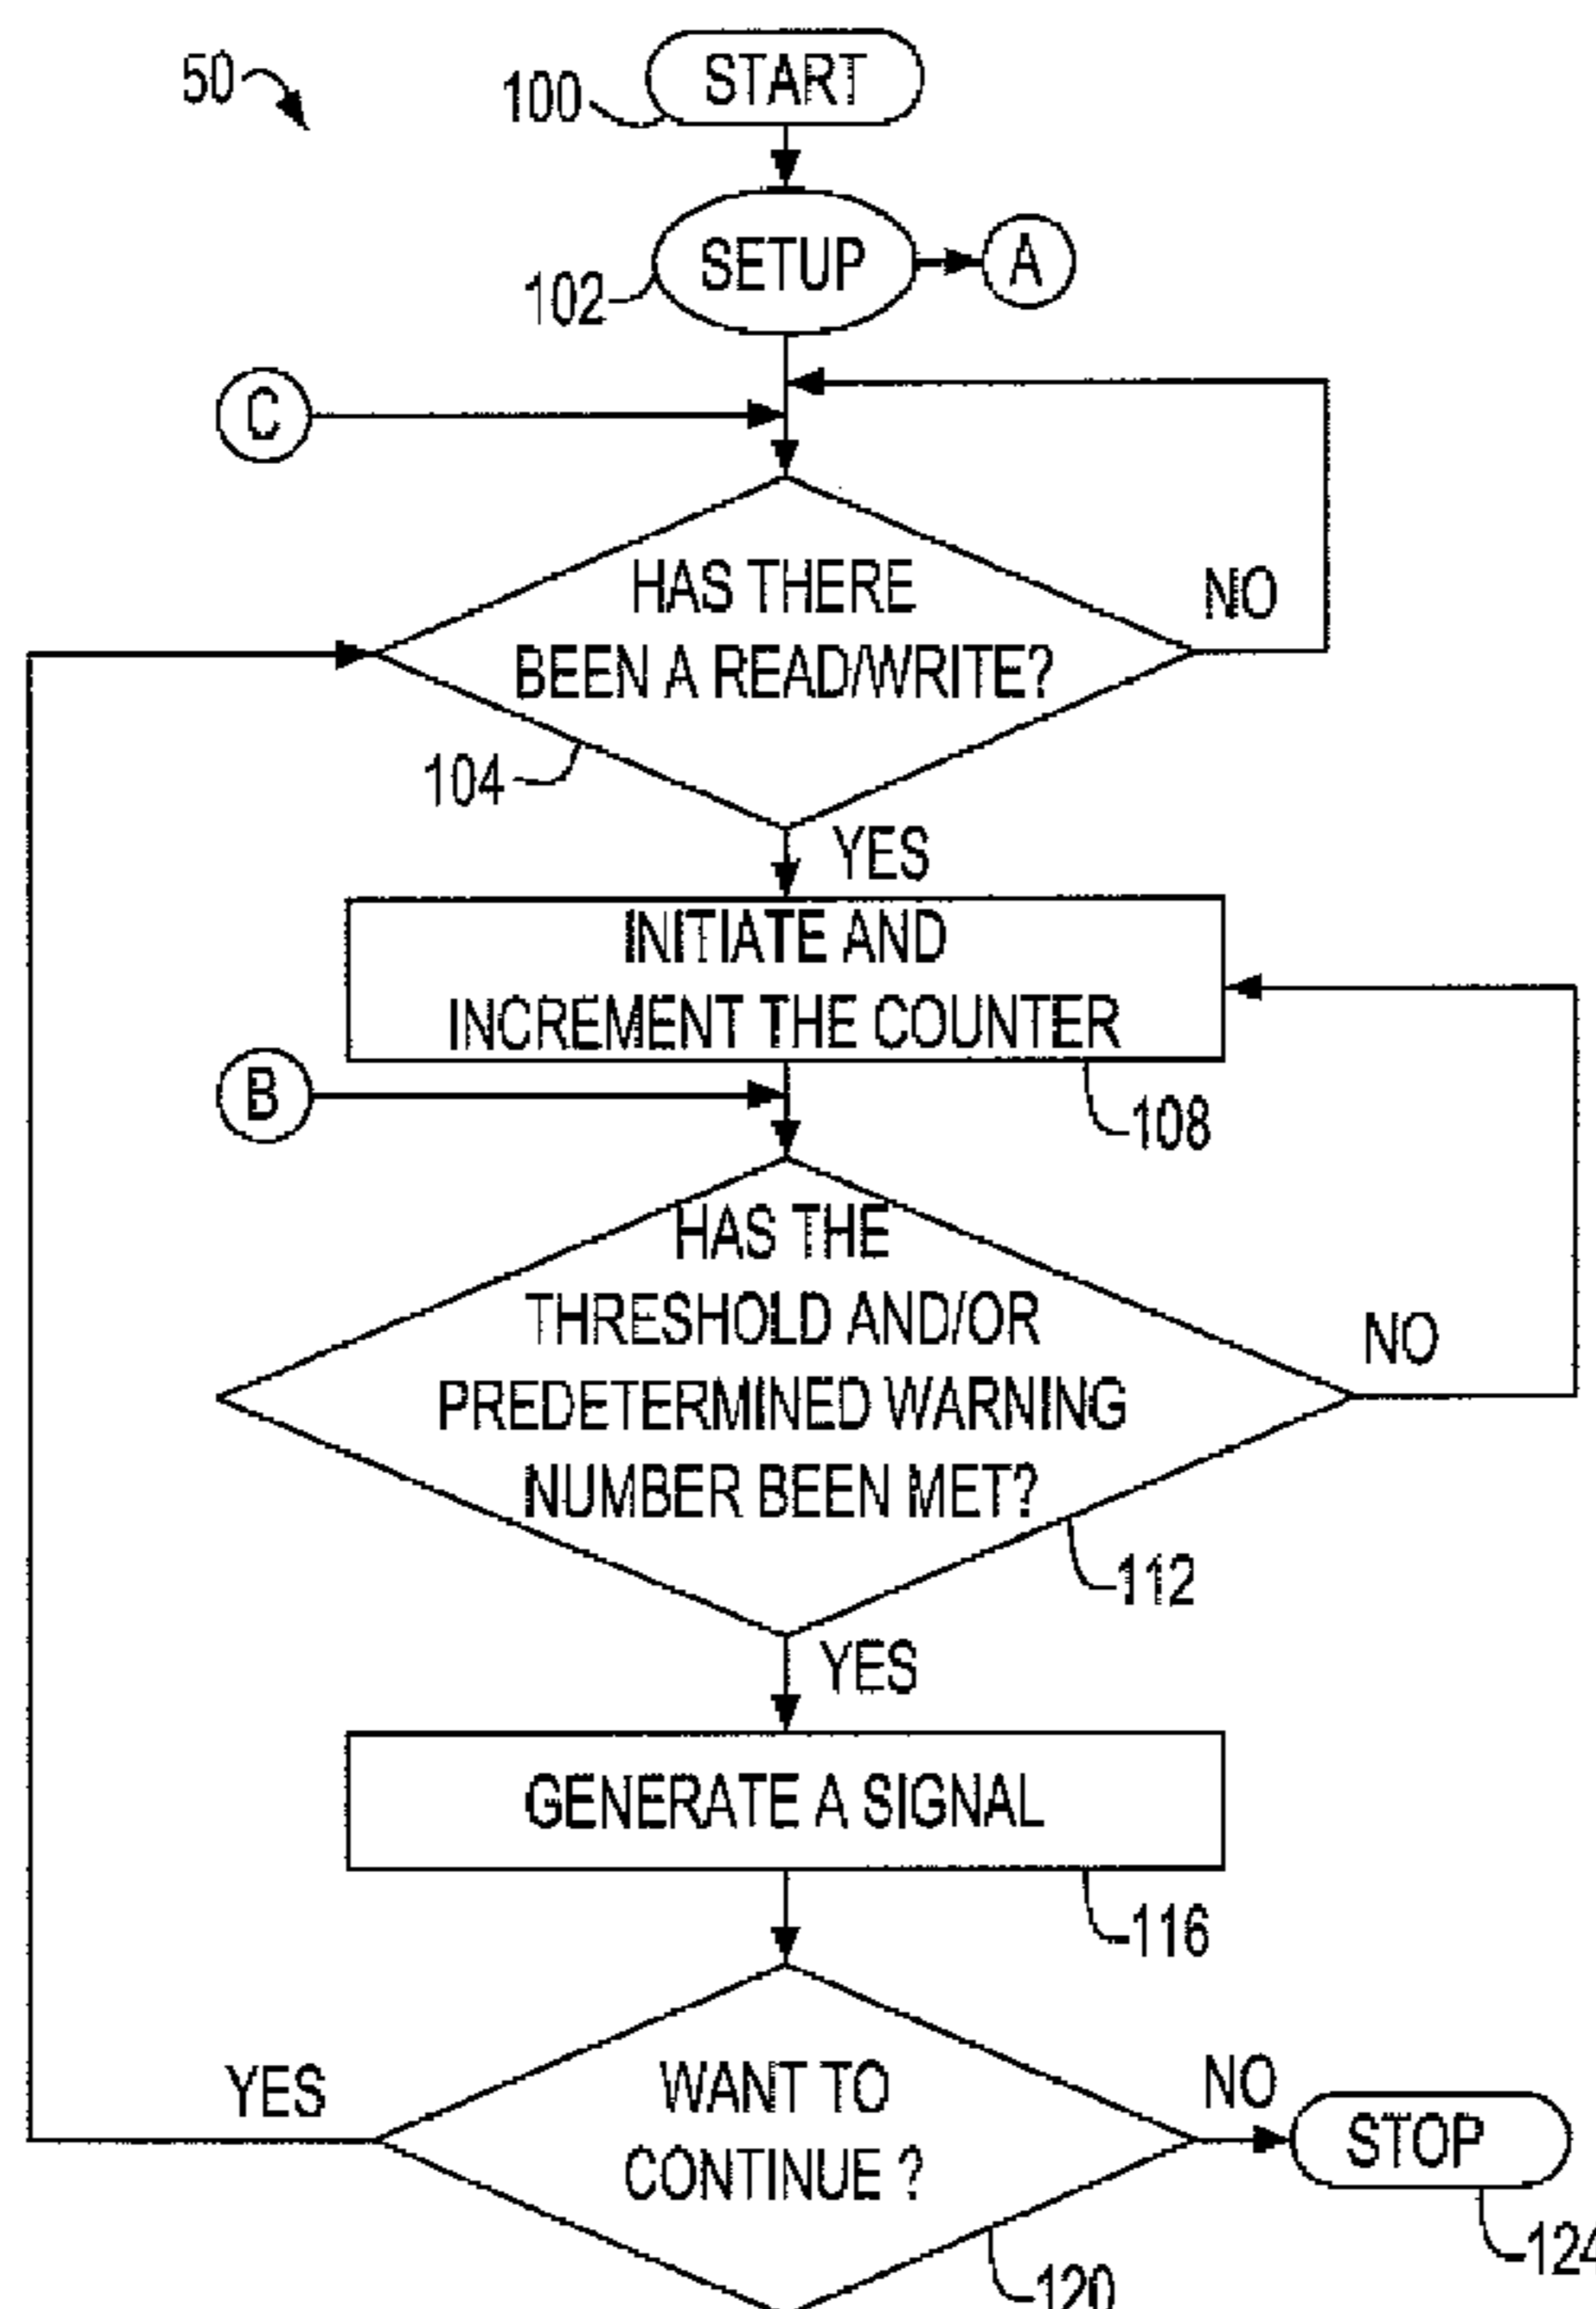 50
100
START
SETUP
A
102
C
HAS THERE
BEEN A READ/WRITE?
NO
104
YES
INITIATE AND
INCREMENT THE COUNTER
B
108
HAS THE
THRESHOLD AND/OR
PREDETERMINED WARNING
NUMBER BEEN MET?
NO
112
YES
GENERATE A SIGNAL
116
YES
WANT TO
CONTINUE ?
NO
STOP
124
120